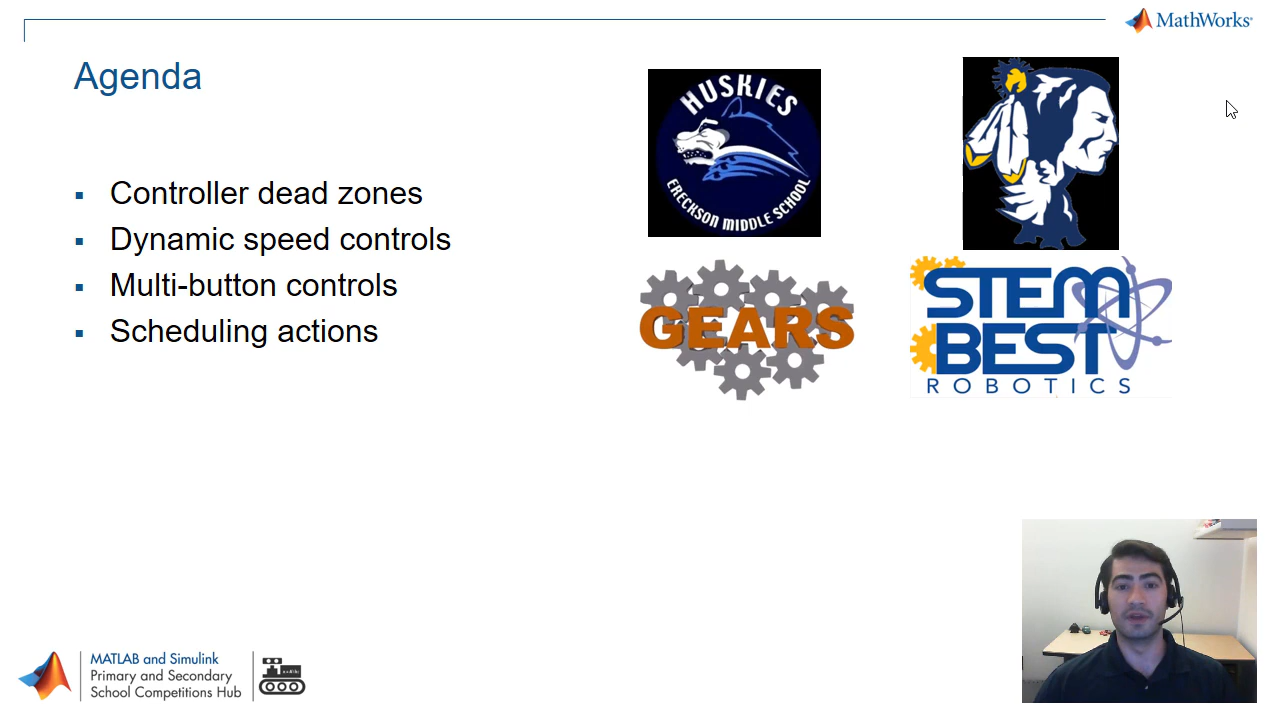 MathWorks®
Agenda
Controller dead zones
Dynamic speed controls
Multi-button controls
Scheduling actions
HUSKIES
ERECKSON MIDDLE SCHOOL
GEARS
STEM
BEST
ROBOTICS
MATLAB and Simulink
Primary and Secondary
School Competitions Hub